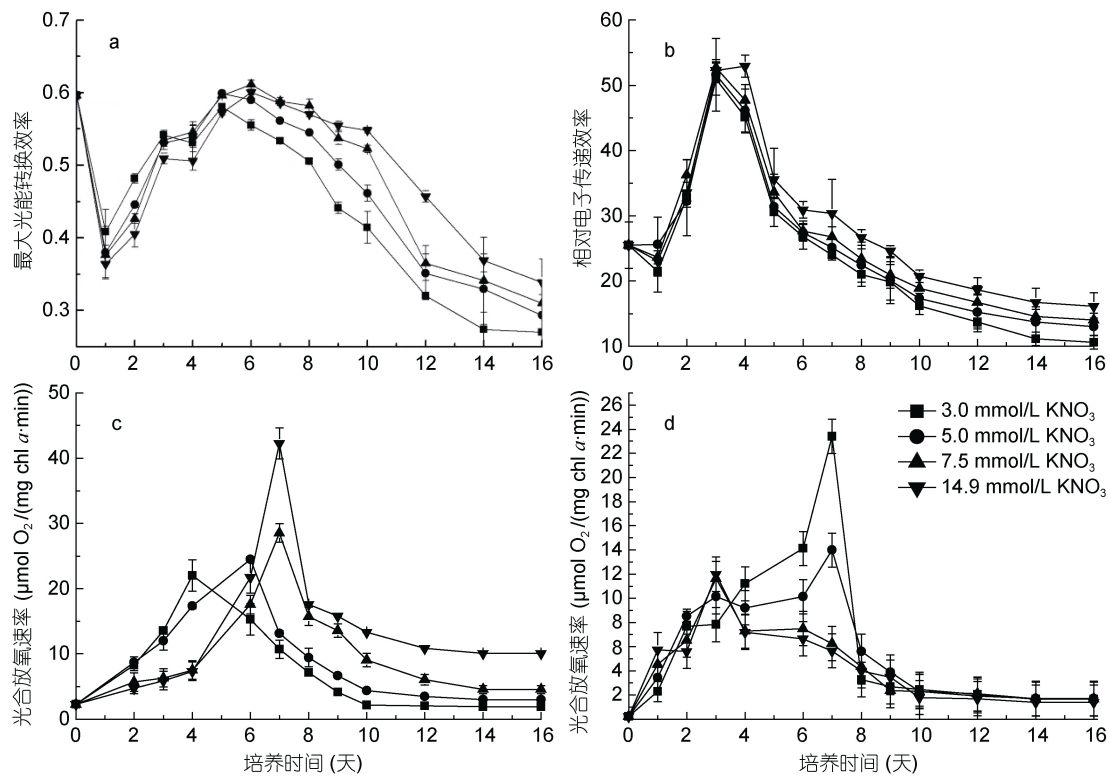 0.7
0.6
0.5
0.4
0.3
最大光能转换效率
a
0 2 4 6 8 10 12 14 16
60
50
40
30
20
10
相对电子传递效率
b
0 2 4 6 8 10 12 14 16
50
40
30
20
10
0
光合放氧速率 (μmol O₂/(mg chl a·min))
c
0 2 4 6 8 10 12 14 16
培养时间 (天)
26
24
22
20
18
16
14
12
10
8
6
4
2
0
光合放氧速率 (μmol O₂/(mg chl a·min))
d
3.0 mmol/L KNO₃
5.0 mmol/L KNO₃
7.5 mmol/L KNO₃
14.9 mmol/L KNO₃
0 2 4 6 8 10 12 14 16
培养时间 (天)